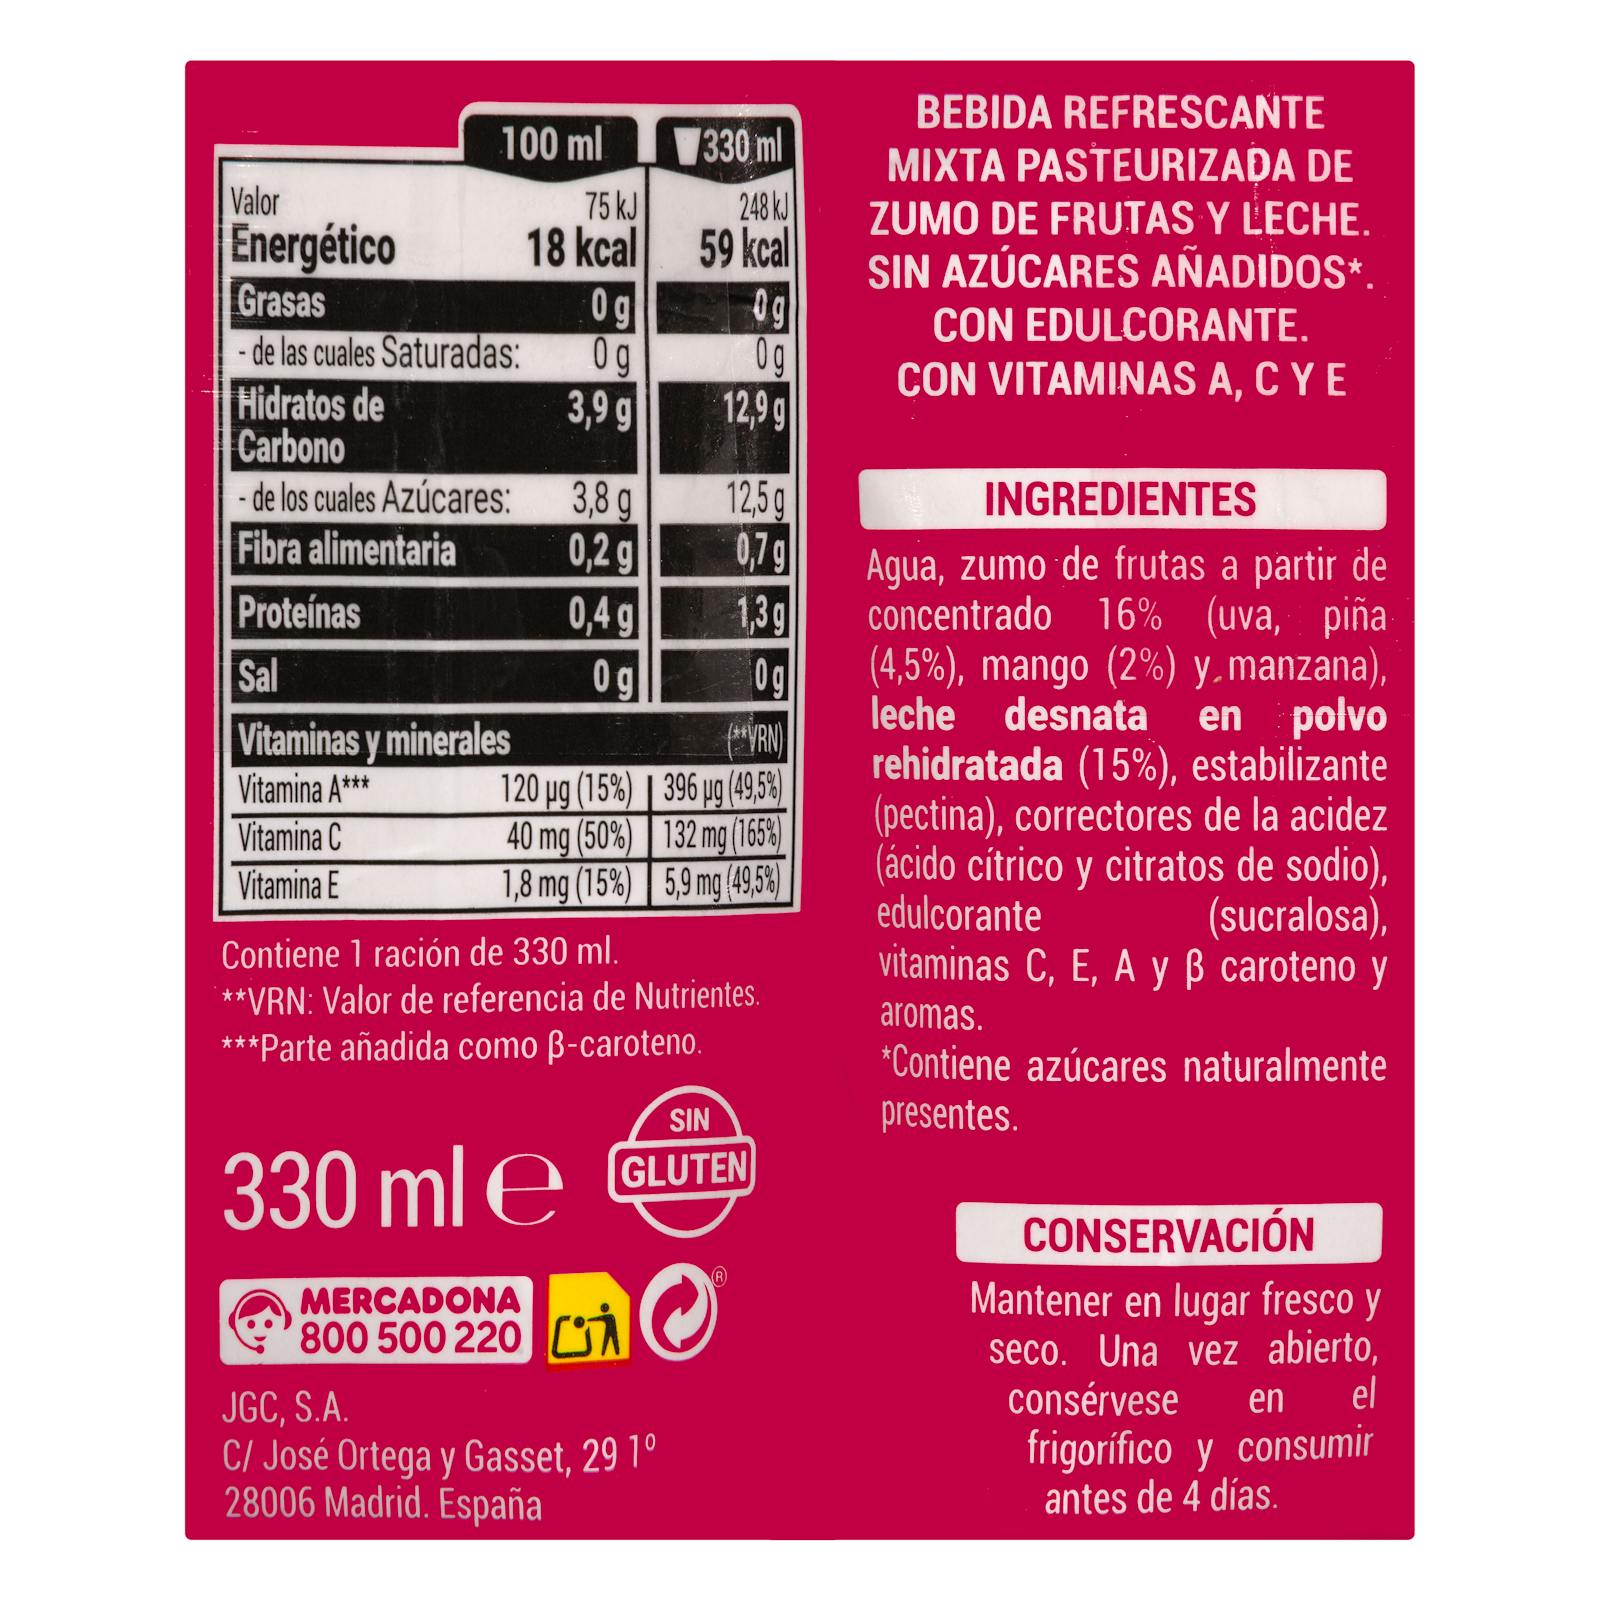 100 ml 330 ml
Valor 75 kJ 248 kJ
Energético 18 kcal 59 kcal
Grasas 0 g 0 g
- de las cuales Saturadas: 0 g 0 g
Hidratos de 3,9 g 12,9 g
Carbono
- de los cuales Azúcares: 3,8 g 12,5 g
Fibra alimentaria 0,2 g 0,7 g
Proteínas 0,4 g 1,3 g
Sal 0 g 0 g
Vitaminas y minerales (**VRN)
Vitamina A*** 120 µg (15%) 396 µg (49,5%)
Vitamina C 40 mg (50%) 132 mg (165%)
Vitamina E 1,8 mg (15%) 5,9 mg (49,5%)
Contiene 1 ración de 330 ml.
**VRN: Valor de referencia de Nutrientes.
***Parte añadida como β-caroteno.
330 ml e
SIN
GLUTEN
MERCADONA
800 500 220
®
JGC, S.A.
C/ José Ortega y Gasset, 29 1º
28006 Madrid. España
BEBIDA REFRESCANTE
MIXTA PASTEURIZADA DE
ZUMO DE FRUTAS Y LECHE.
SIN AZÚCARES AÑADIDOS*.
CON EDULCORANTE.
CON VITAMINAS A, C Y E
INGREDIENTES
Agua, zumo de frutas a partir de
concentrado 16% (uva, piña
(4,5%), mango (2%) y manzana),
leche desnata en polvo
rehidratada (15%), estabilizante
(pectina), correctores de la acidez
(ácido cítrico y citratos de sodio),
edulcorante (sucralosa),
vitaminas C, E, A y β caroteno y
aromas.
*Contiene azúcares naturalmente
presentes.
CONSERVACIÓN
Mantener en lugar fresco y
seco. Una vez abierto,
consérvese en el
frigorífico y consumir
antes de 4 días.